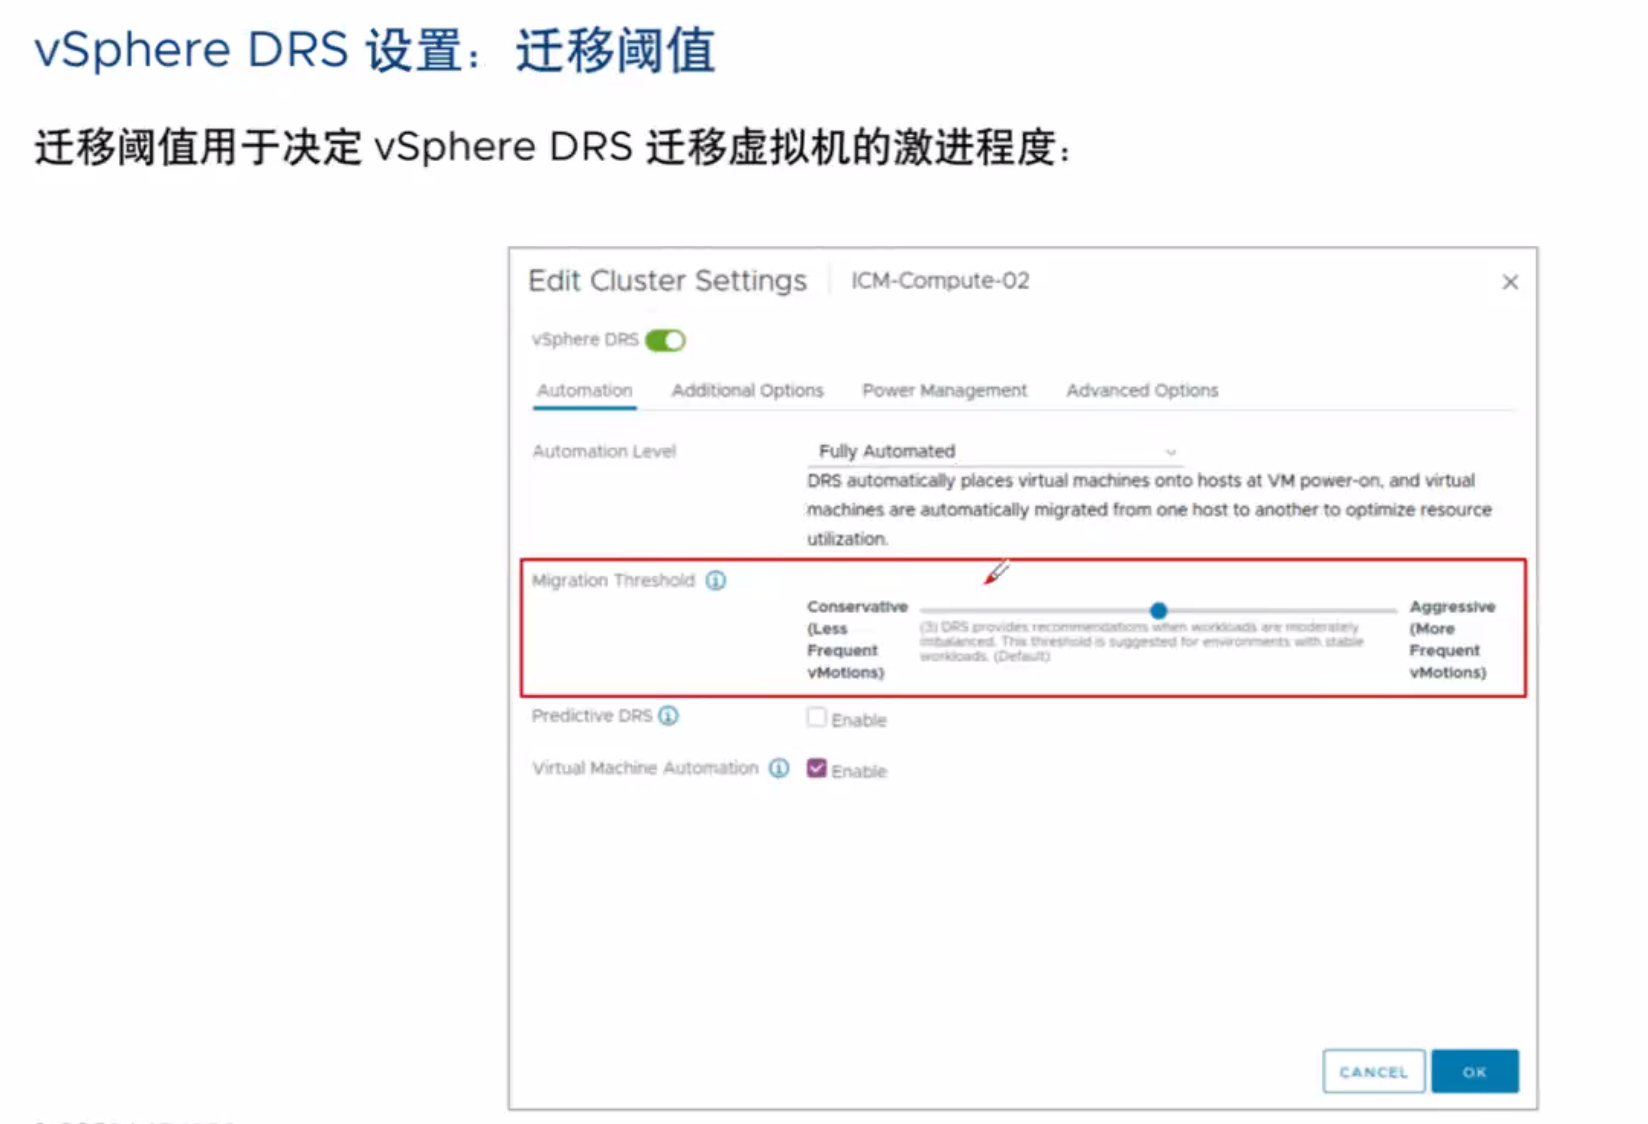 vSphere DRS 设置：迁移阈值
迁移阈值用于决定 vSphere DRS 迁移虚拟机的激进程度：
Edit Cluster Settings ICM-Compute-02
vSphere DRS
Automation Additional Options Power Management Advanced Options
Automation Level Fully Automated
DRS automatically places virtual machines onto hosts at VM power-on, and virtual
machines are automatically migrated from one host to another to optimize resource
utilization.
Migration Threshold
Conservative
(Less
Frequent
vMotions)
(3) DRS provides recommendations when workloads are moderately
imbalanced. This threshold is suggested for environments with stable
workloads. (Default)
Aggressive
(More
Frequent
vMotions)
Predictive DRS Enable
Virtual Machine Automation Enable
CANCEL OK